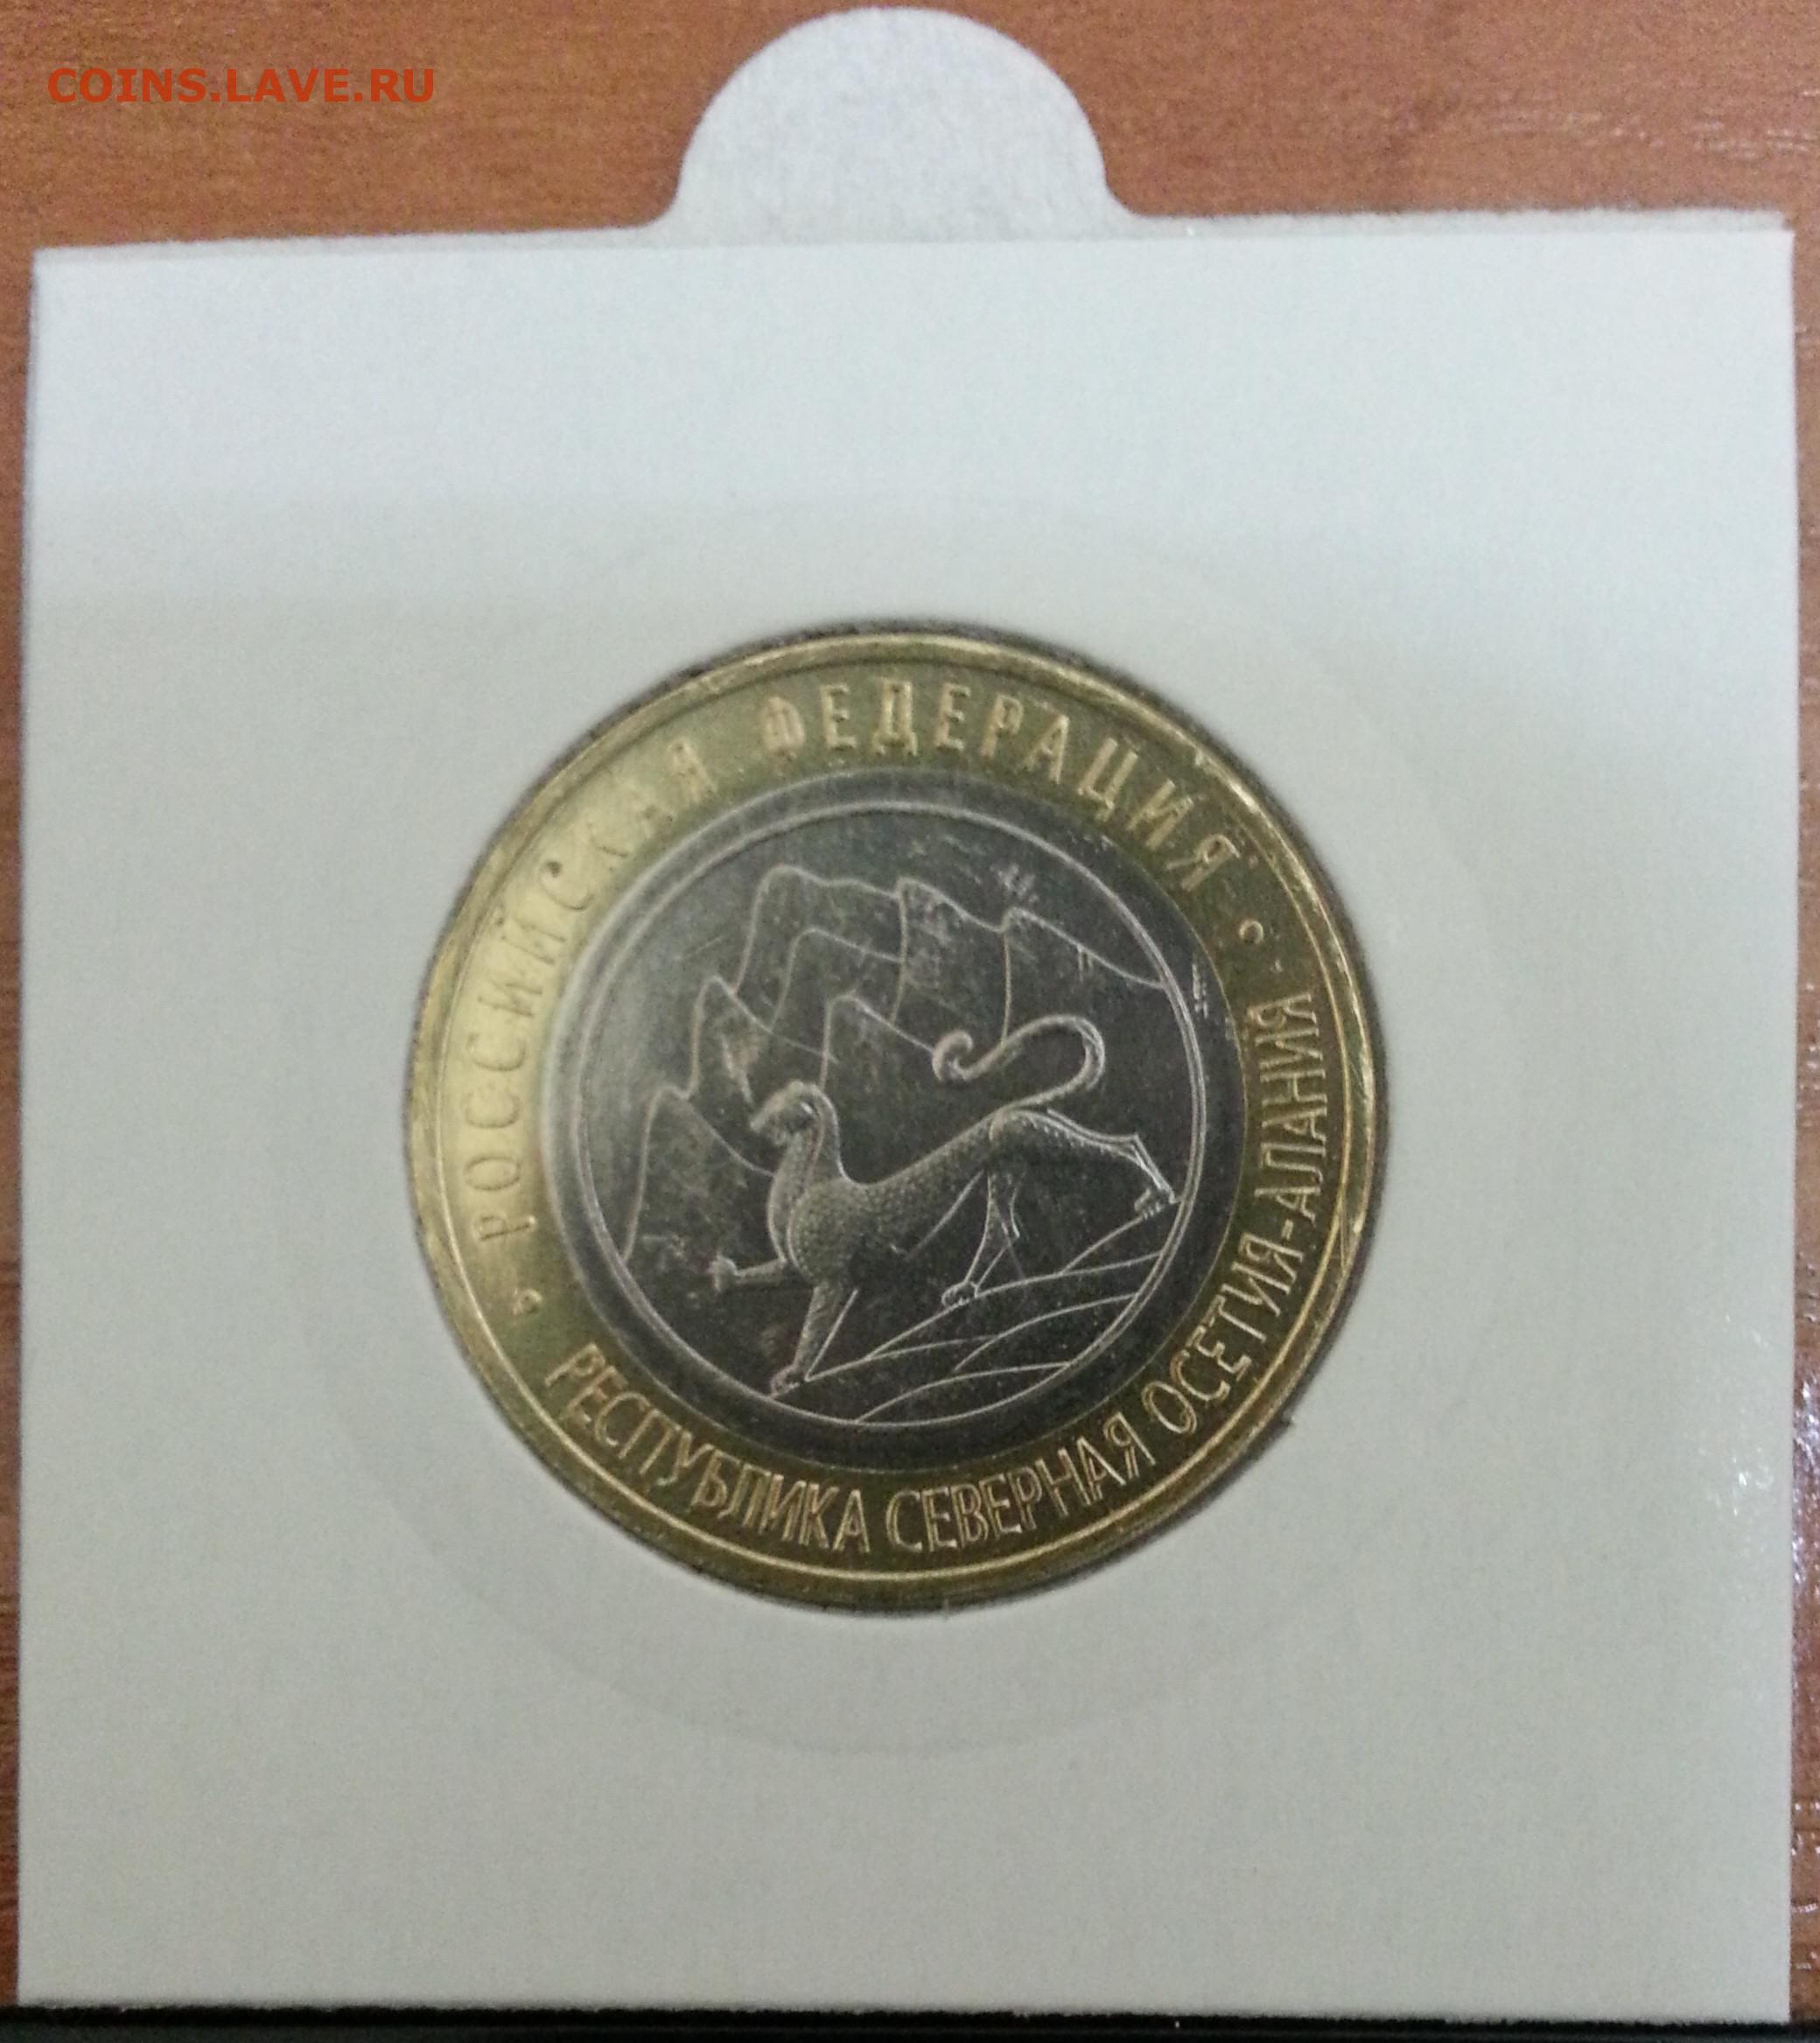 COINS.LAVE.RU
РОССИЙСКАЯ ФЕДЕРАЦИЯ
РЕСПУБЛИКА СЕВЕРНАЯ ОСЕТИЯ-АЛАНИЯ